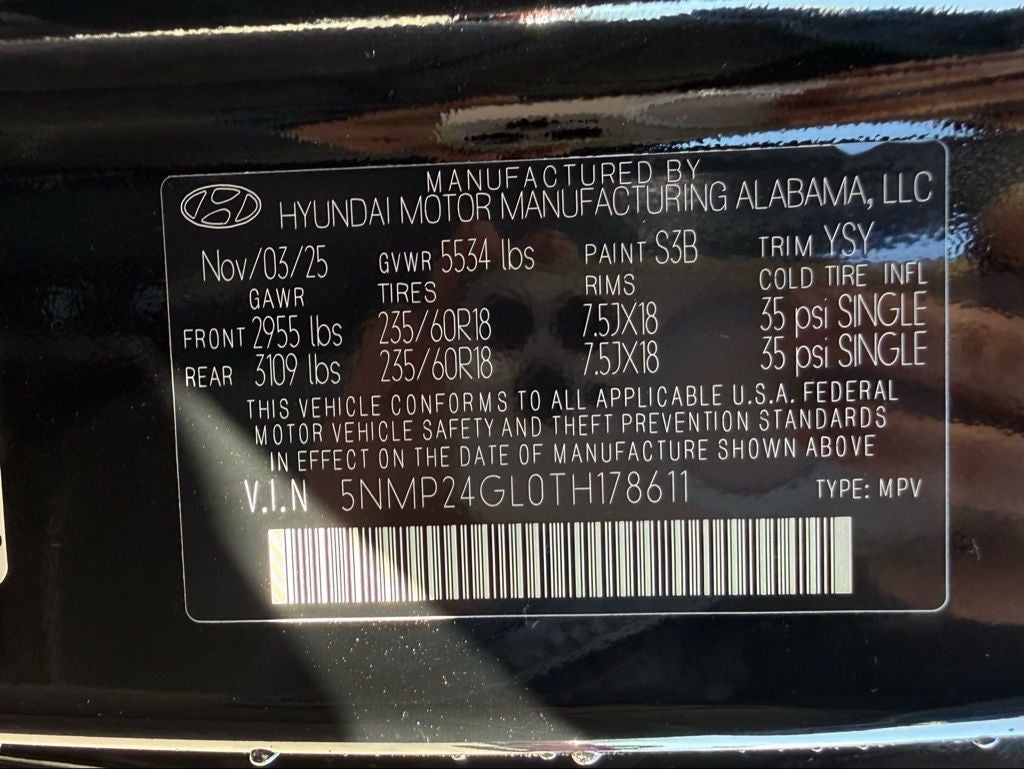 MANUFACTURED BY
HYUNDAI MOTOR MANUFACTURING ALABAMA, LLC
Nov/03/25 GVWR 5534 lbs PAINT S3B TRIM YSY
GAWR TIRES RIMS COLD TIRE INFL
FRONT 2955 lbs 235/60R18 7.5JX18 35 psi SINGLE
REAR 3109 lbs 235/60R18 7.5JX18 35 psi SINGLE
THIS VEHICLE CONFORMS TO ALL APPLICABLE U.S.A. FEDERAL
MOTOR VEHICLE SAFETY AND THEFT PREVENTION STANDARDS
IN EFFECT ON THE DATE OF MANUFACTURE SHOWN ABOVE
V.I.N 5NMP24GL0TH178611 TYPE: MPV